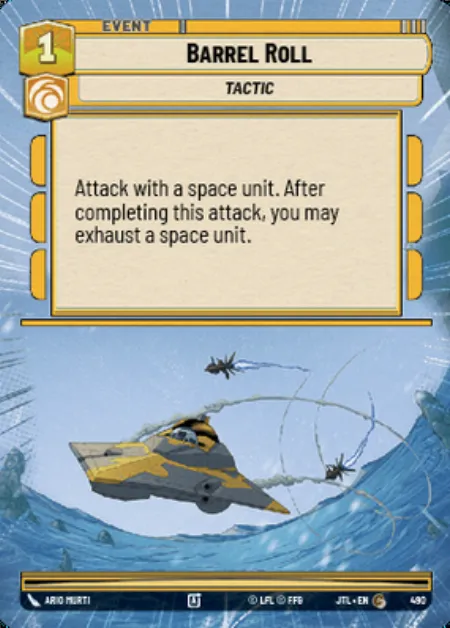 EVENT
1
BARREL ROLL
TACTIC
Attack with a space unit. After
completing this attack, you may
exhaust a space unit.
ARIO MURTI
© LFL © FFG
JTL • EN
490